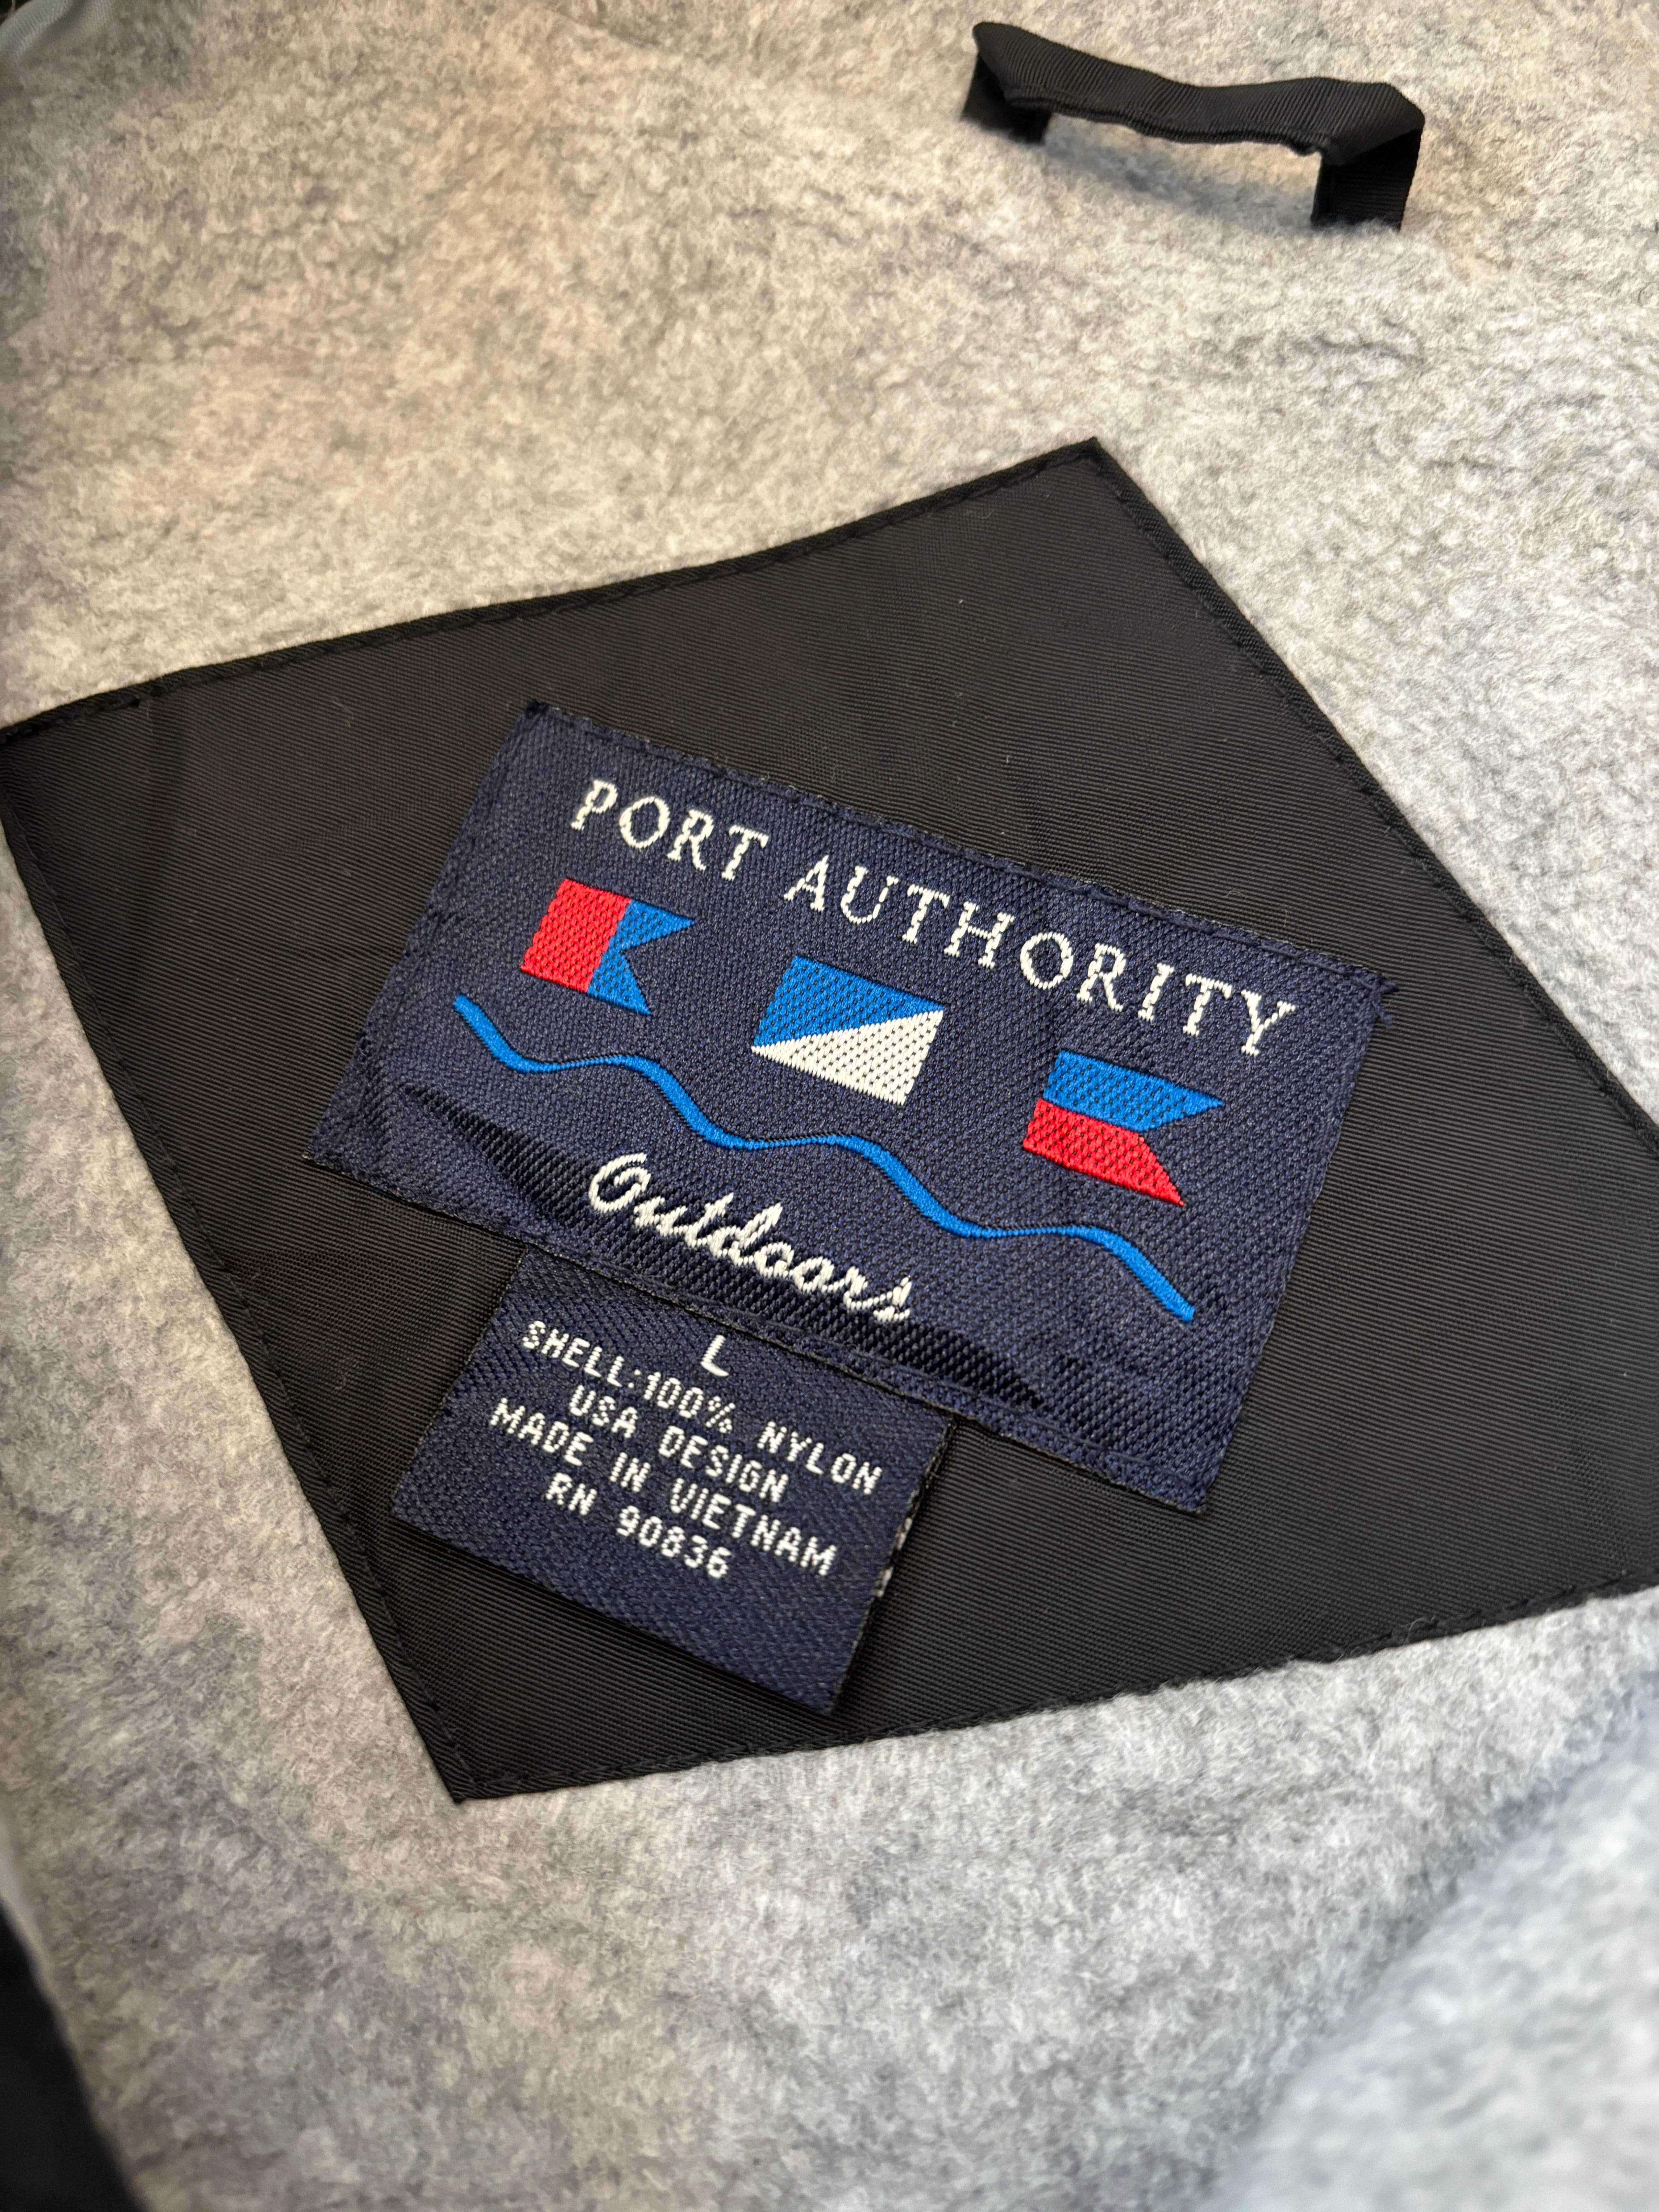 PORT AUTHORITY
Outdoors
L
SHELL:100% NYLON
USA DESIGN
MADE IN VIETNAM
RN 90836